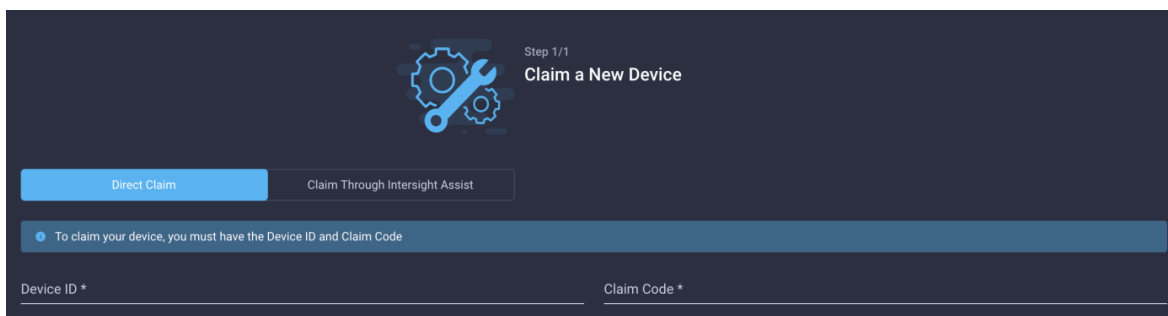 Step 1/1
Claim a New Device
Direct Claim
Claim Through Intersight Assist
To claim your device, you must have the Device ID and Claim Code
Device ID *
Claim Code *